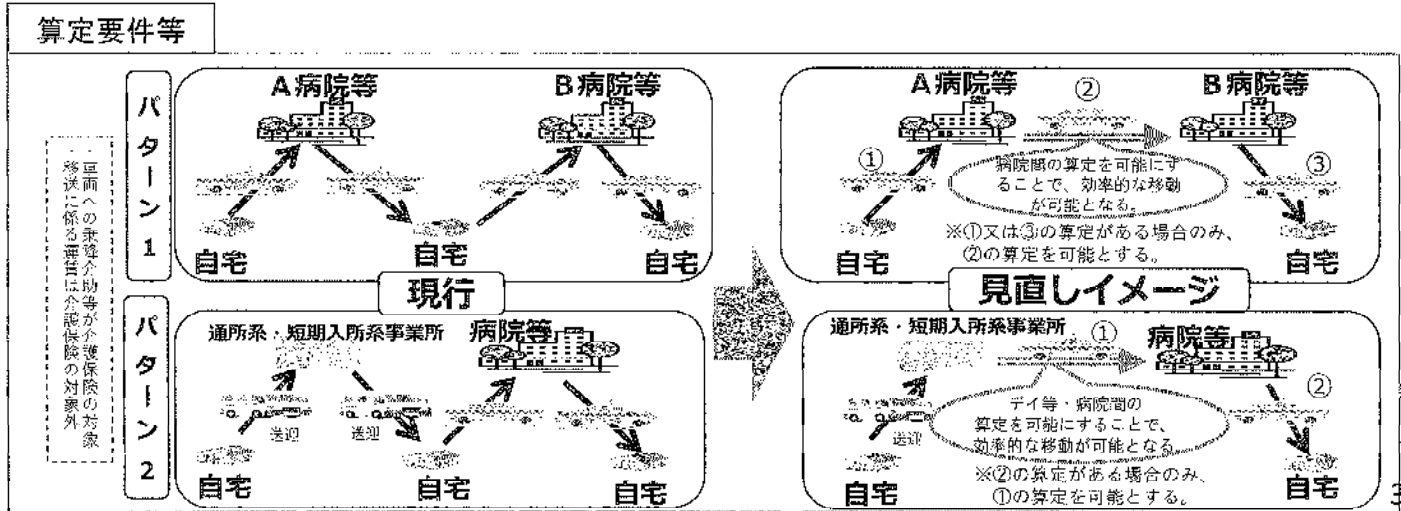 算定要件等
・車両への乗降介助等が介護保険の対象
・移送に係る運賃は介護保険の対象外
パターン1
A病院等
B病院等
自宅
自宅
自宅
現行
パターン2
通所系・短期入所系事業所
病院等
送迎
送迎
自宅
自宅
自宅
A病院等
②
B病院等
①
病院間の算定を可能にす
ることで、効率的な移動
が可能となる。
③
※①又は③の算定がある場合のみ、
②の算定を可能とする。
自宅
自宅
見直しイメージ
通所系・短期入所系事業所
①
病院等
デイ等・病院間の
算定を可能にすることで、
効率的な移動が可能となる。
②
送迎
※②の算定がある場合のみ、
①の算定を可能とする。
自宅
自宅
3